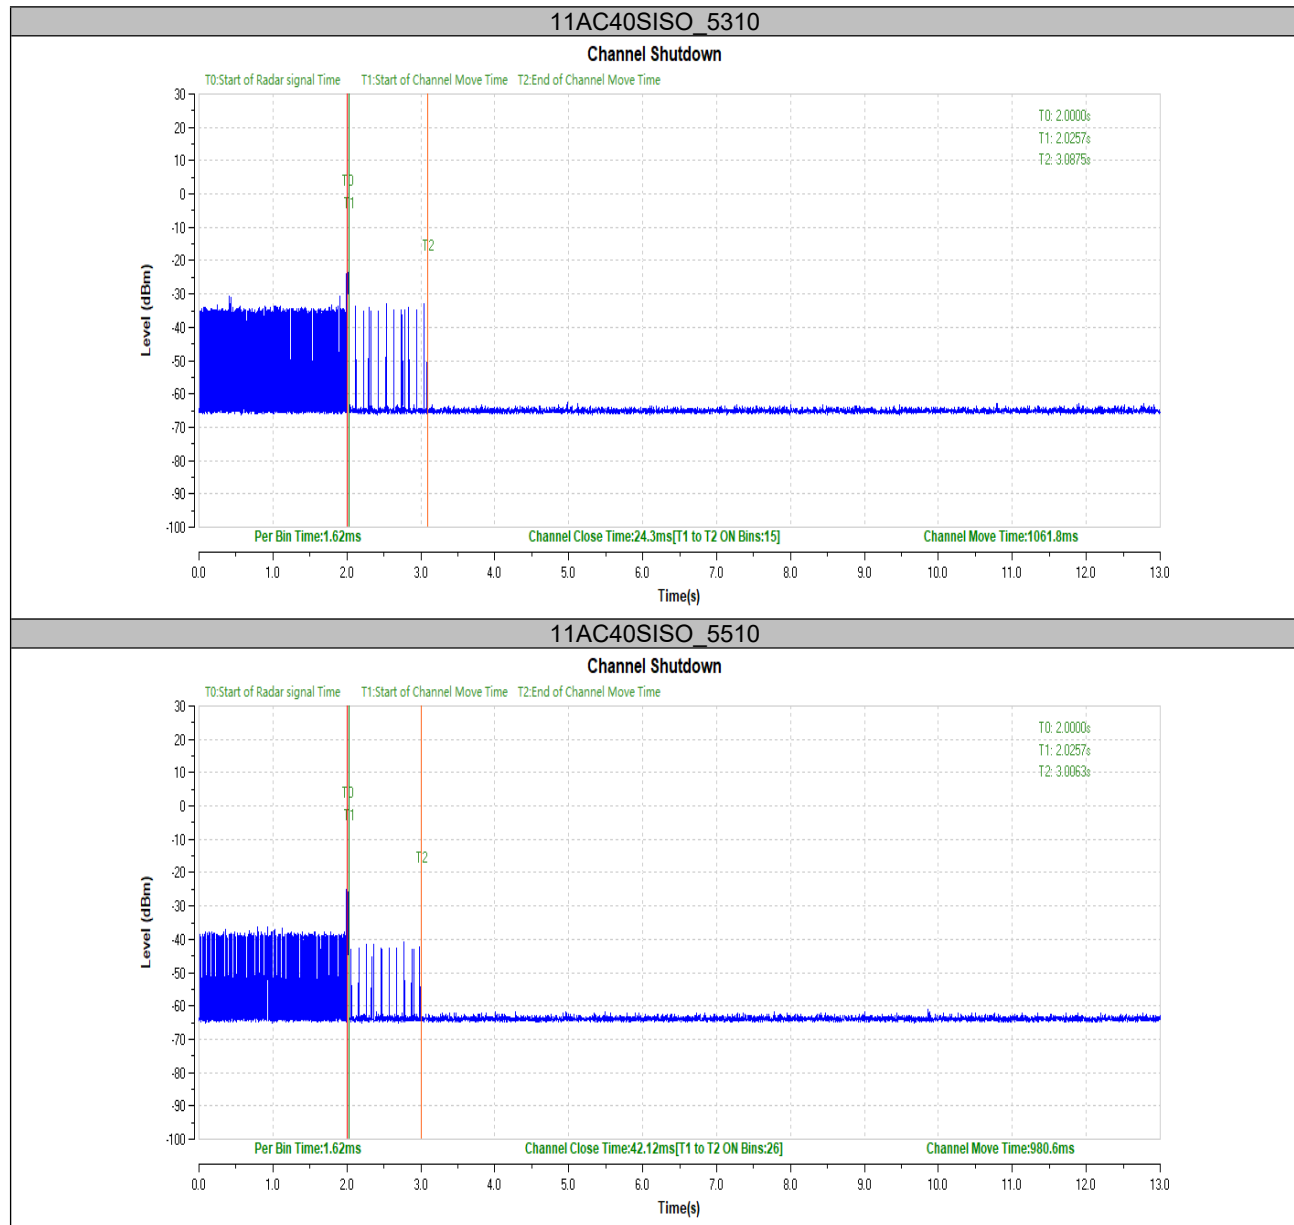 11AC40SISO_5310
Channel Shutdown
T0:Start of Radar signal Time T1:Start of Channel Move Time T2:End of Channel Move Time
30
20
10
0
-10
-20
-30
-40
-50
-60
-70
-80
-90
-100
Level (dBm)
T0
T1
T2
T0: 2.0000s
T1: 2.0257s
T2: 3.0875s
Per Bin Time:1.62ms Channel Close Time:24.3ms[T1 to T2 ON Bins:15] Channel Move Time:1061.8ms
0.0 1.0 2.0 3.0 4.0 5.0 6.0 7.0 8.0 9.0 10.0 11.0 12.0 13.0
Time(s)
11AC40SISO_5510
Channel Shutdown
T0:Start of Radar signal Time T1:Start of Channel Move Time T2:End of Channel Move Time
30
20
10
0
-10
-20
-30
-40
-50
-60
-70
-80
-90
-100
Level (dBm)
T0
T1
T2
T0: 2.0000s
T1: 2.0257s
T2: 3.0063s
Per Bin Time:1.62ms Channel Close Time:42.12ms[T1 to T2 ON Bins:26] Channel Move Time:980.6ms
0.0 1.0 2.0 3.0 4.0 5.0 6.0 7.0 8.0 9.0 10.0 11.0 12.0 13.0
Time(s)